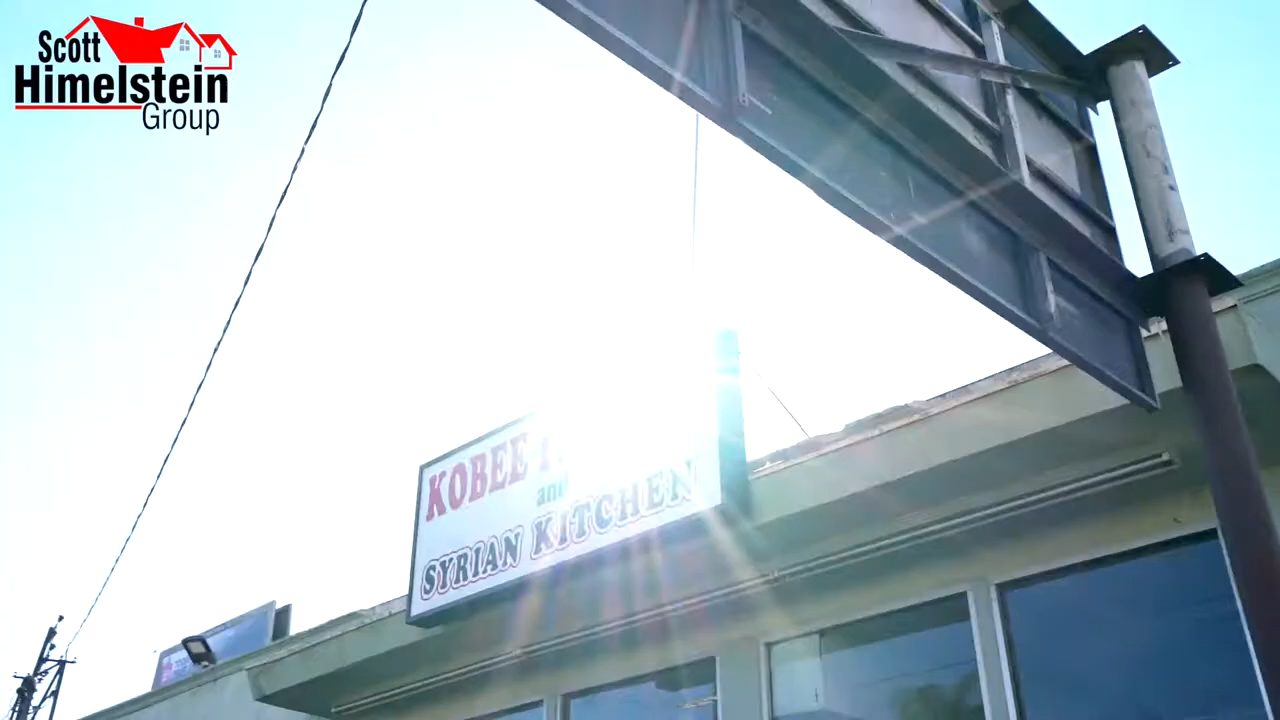 Scott
Himelstein
Group
KOBEE
and
SYRIAN KITCHEN